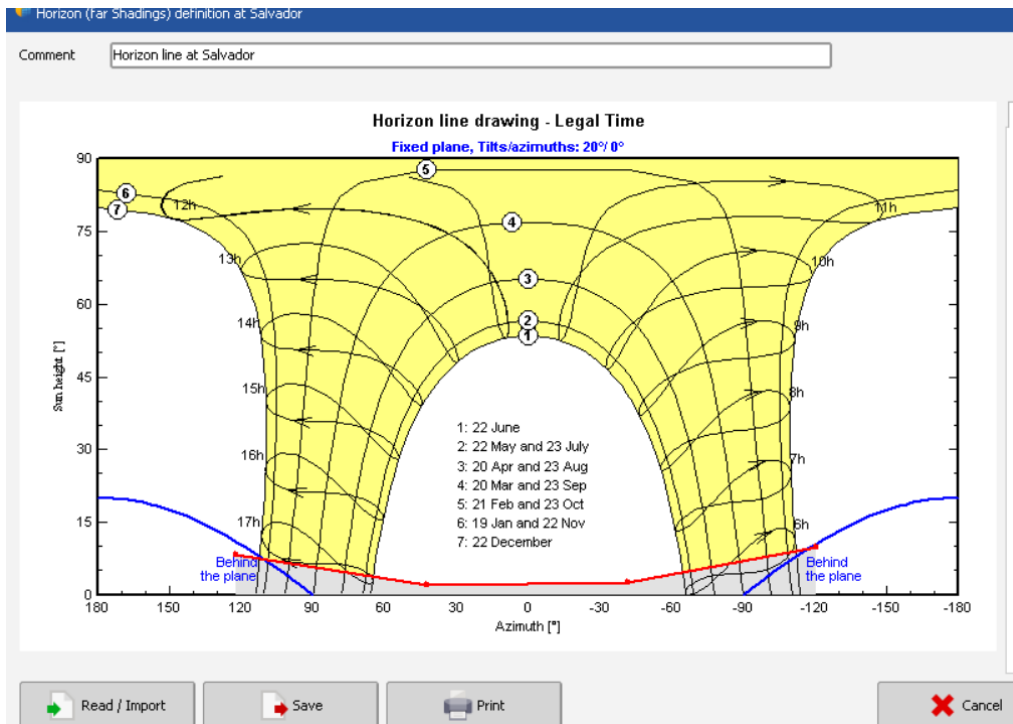 Horizon (far Shadings) definition at Salvador
Comment
Horizon line at Salvador
Horizon line drawing - Legal Time
Fixed plane, Tilts/azimuths: 20°/ 0°
90
75
60
45
30
15
0
Sun height [°]
6
7
5
4
3
2
1
12h
13h
14h
15h
16h
17h
11h
10h
9h
8h
7h
6h
1: 22 June
2: 22 May and 23 July
3: 20 Apr and 23 Aug
4: 20 Mar and 23 Sep
5: 21 Feb and 23 Oct
6: 19 Jan and 22 Nov
7: 22 December
Behind
the plane
Behind
the plane
180 150 120 90 60 30 0 -30 -60 -90 -120 -150 -180
Azimuth [°]
Read / Import
Save
Print
Cancel